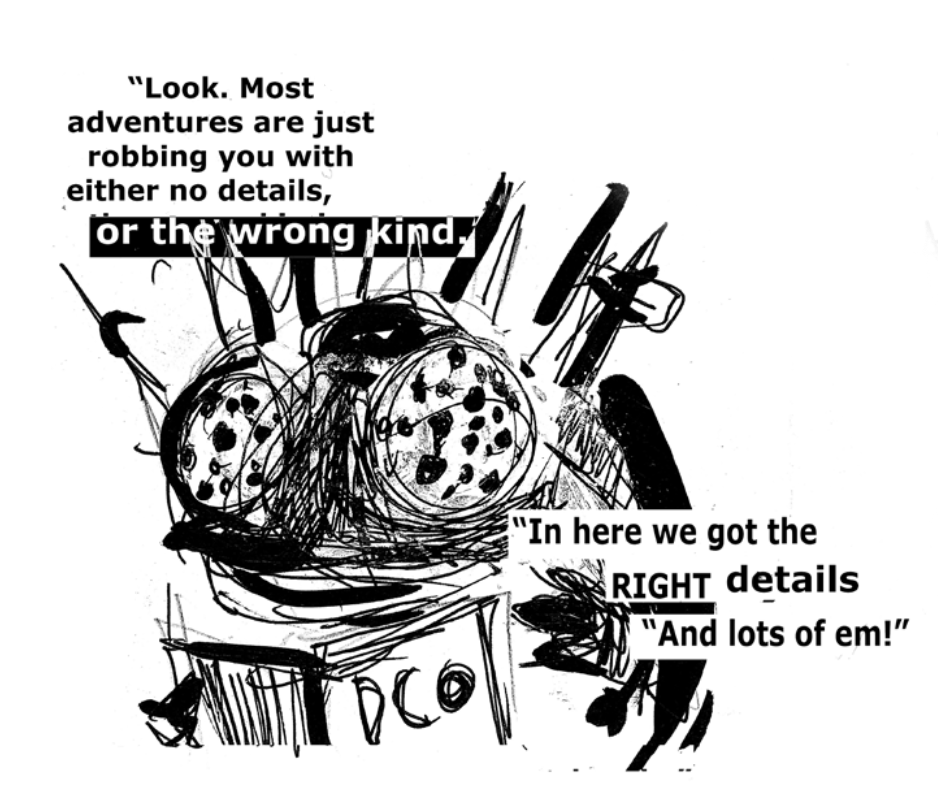 “Look. Most
adventures are just
robbing you with
either no details,
or the wrong kind.
“In here we got the
RIGHT details
“And lots of em!”
DCO